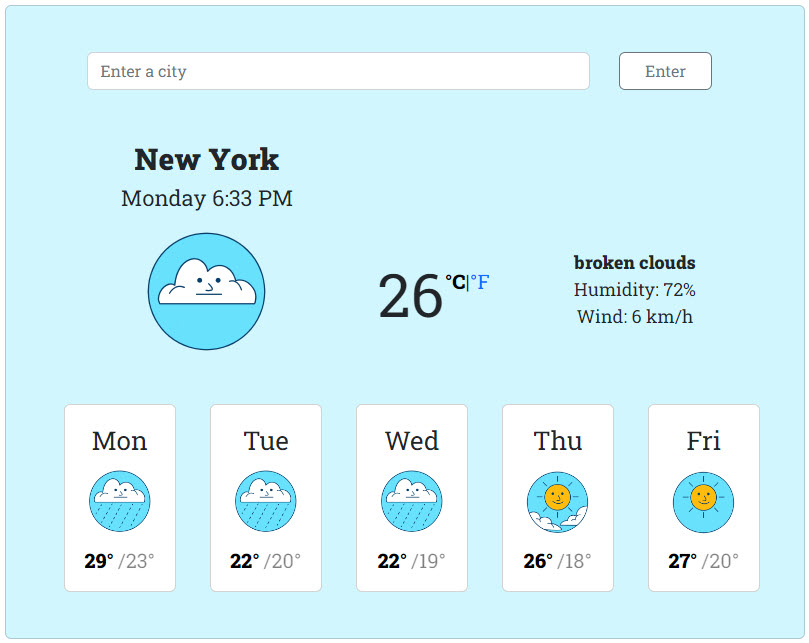 Enter a city
Enter
New York
Monday 6:33 PM
26 °C|°F
broken clouds
Humidity: 72%
Wind: 6 km/h
Mon
29° /23°
Tue
22° /20°
Wed
22° /19°
Thu
26° /18°
Fri
27° /20°